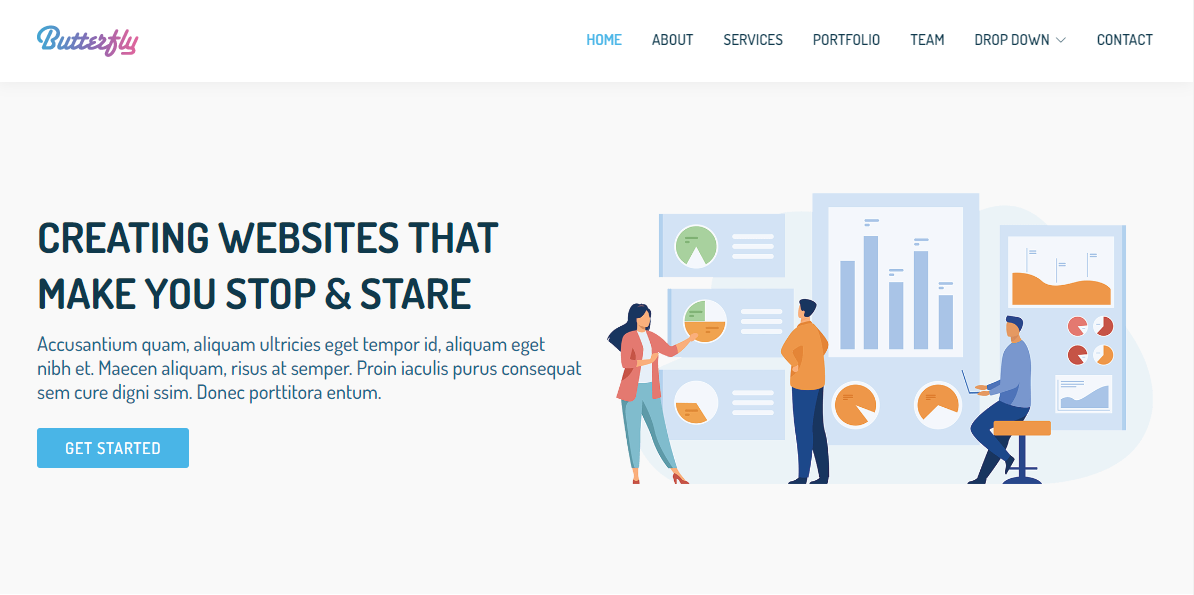 Butterfly
HOME ABOUT SERVICES PORTFOLIO TEAM DROP DOWN CONTACT
CREATING WEBSITES THAT
MAKE YOU STOP & STARE
Accusantium quam, aliquam ultricies eget tempor id, aliquam eget
nibh et. Maecen aliquam, risus at semper. Proin iaculis purus consequat
sem cure digni ssim. Donec porttitora entum.
GET STARTED